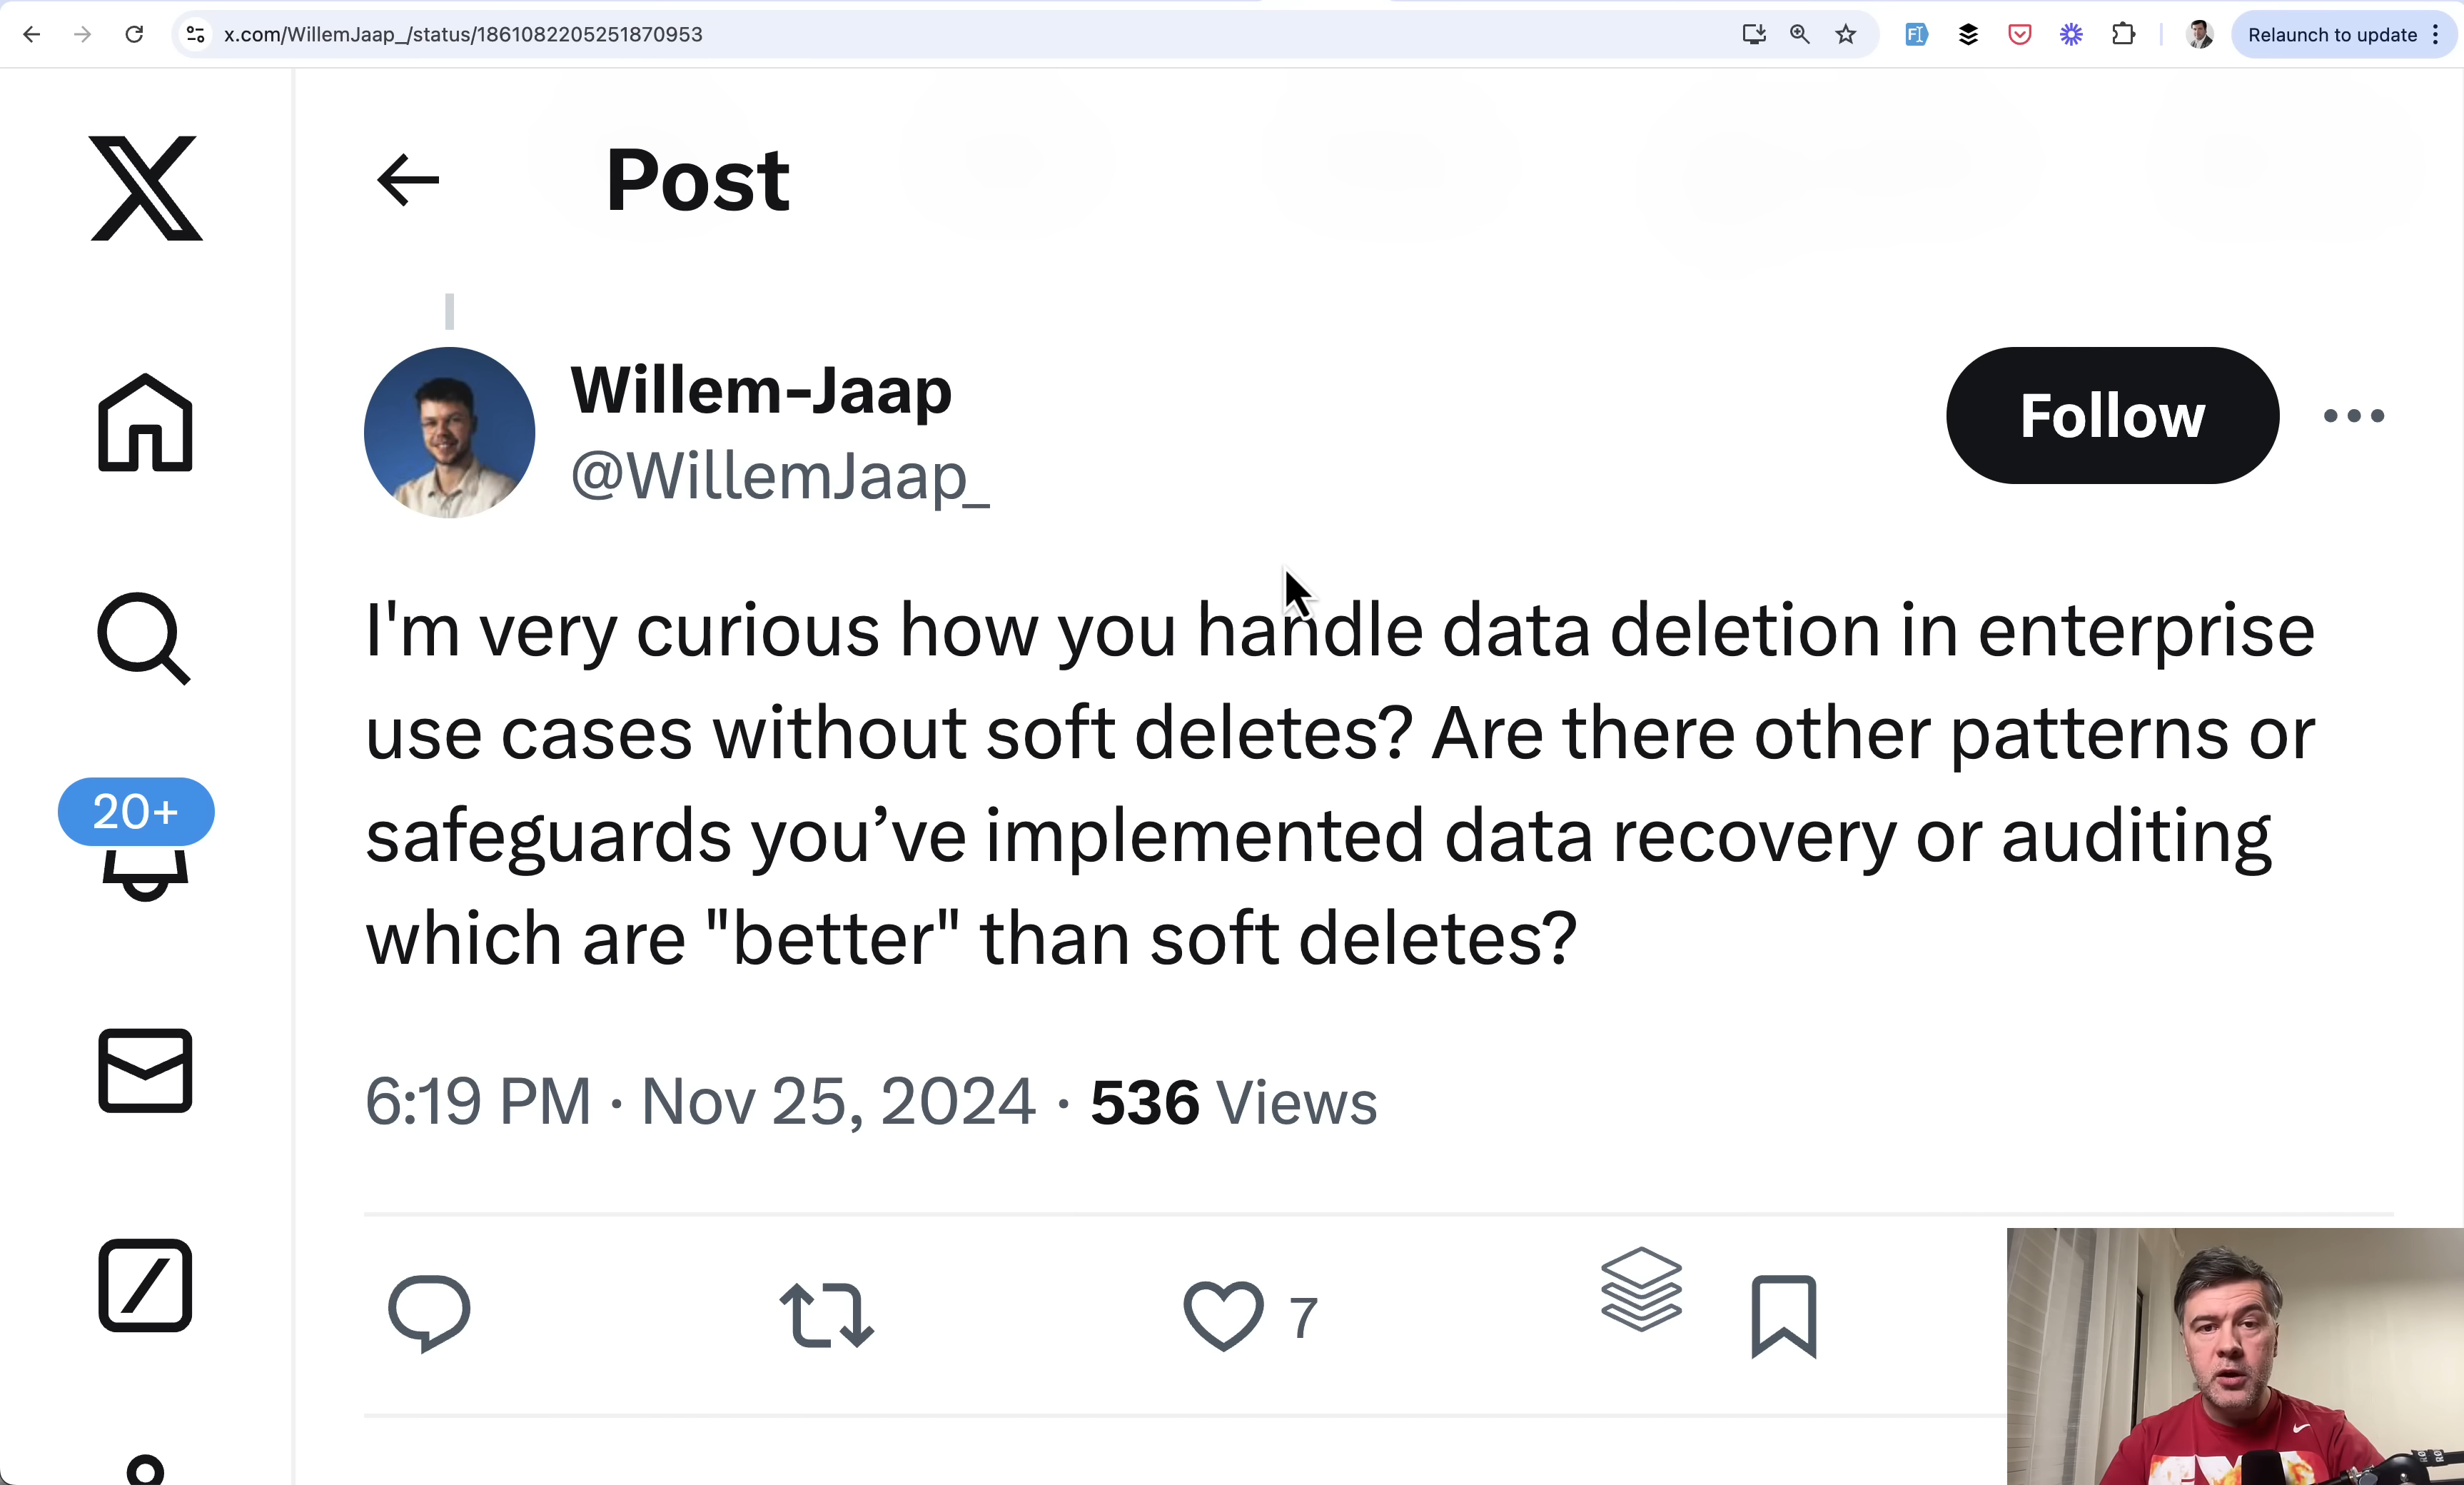 x.com/WillemJaap_/status/1861082205251870953
Relaunch to update
Post
Willem-Jaap
@WillemJaap_
Follow
I'm very curious how you handle data deletion in enterprise
use cases without soft deletes? Are there other patterns or
safeguards you’ve implemented data recovery or auditing
which are "better" than soft deletes?
20+
6:19 PM · Nov 25, 2024 · 536 Views
7